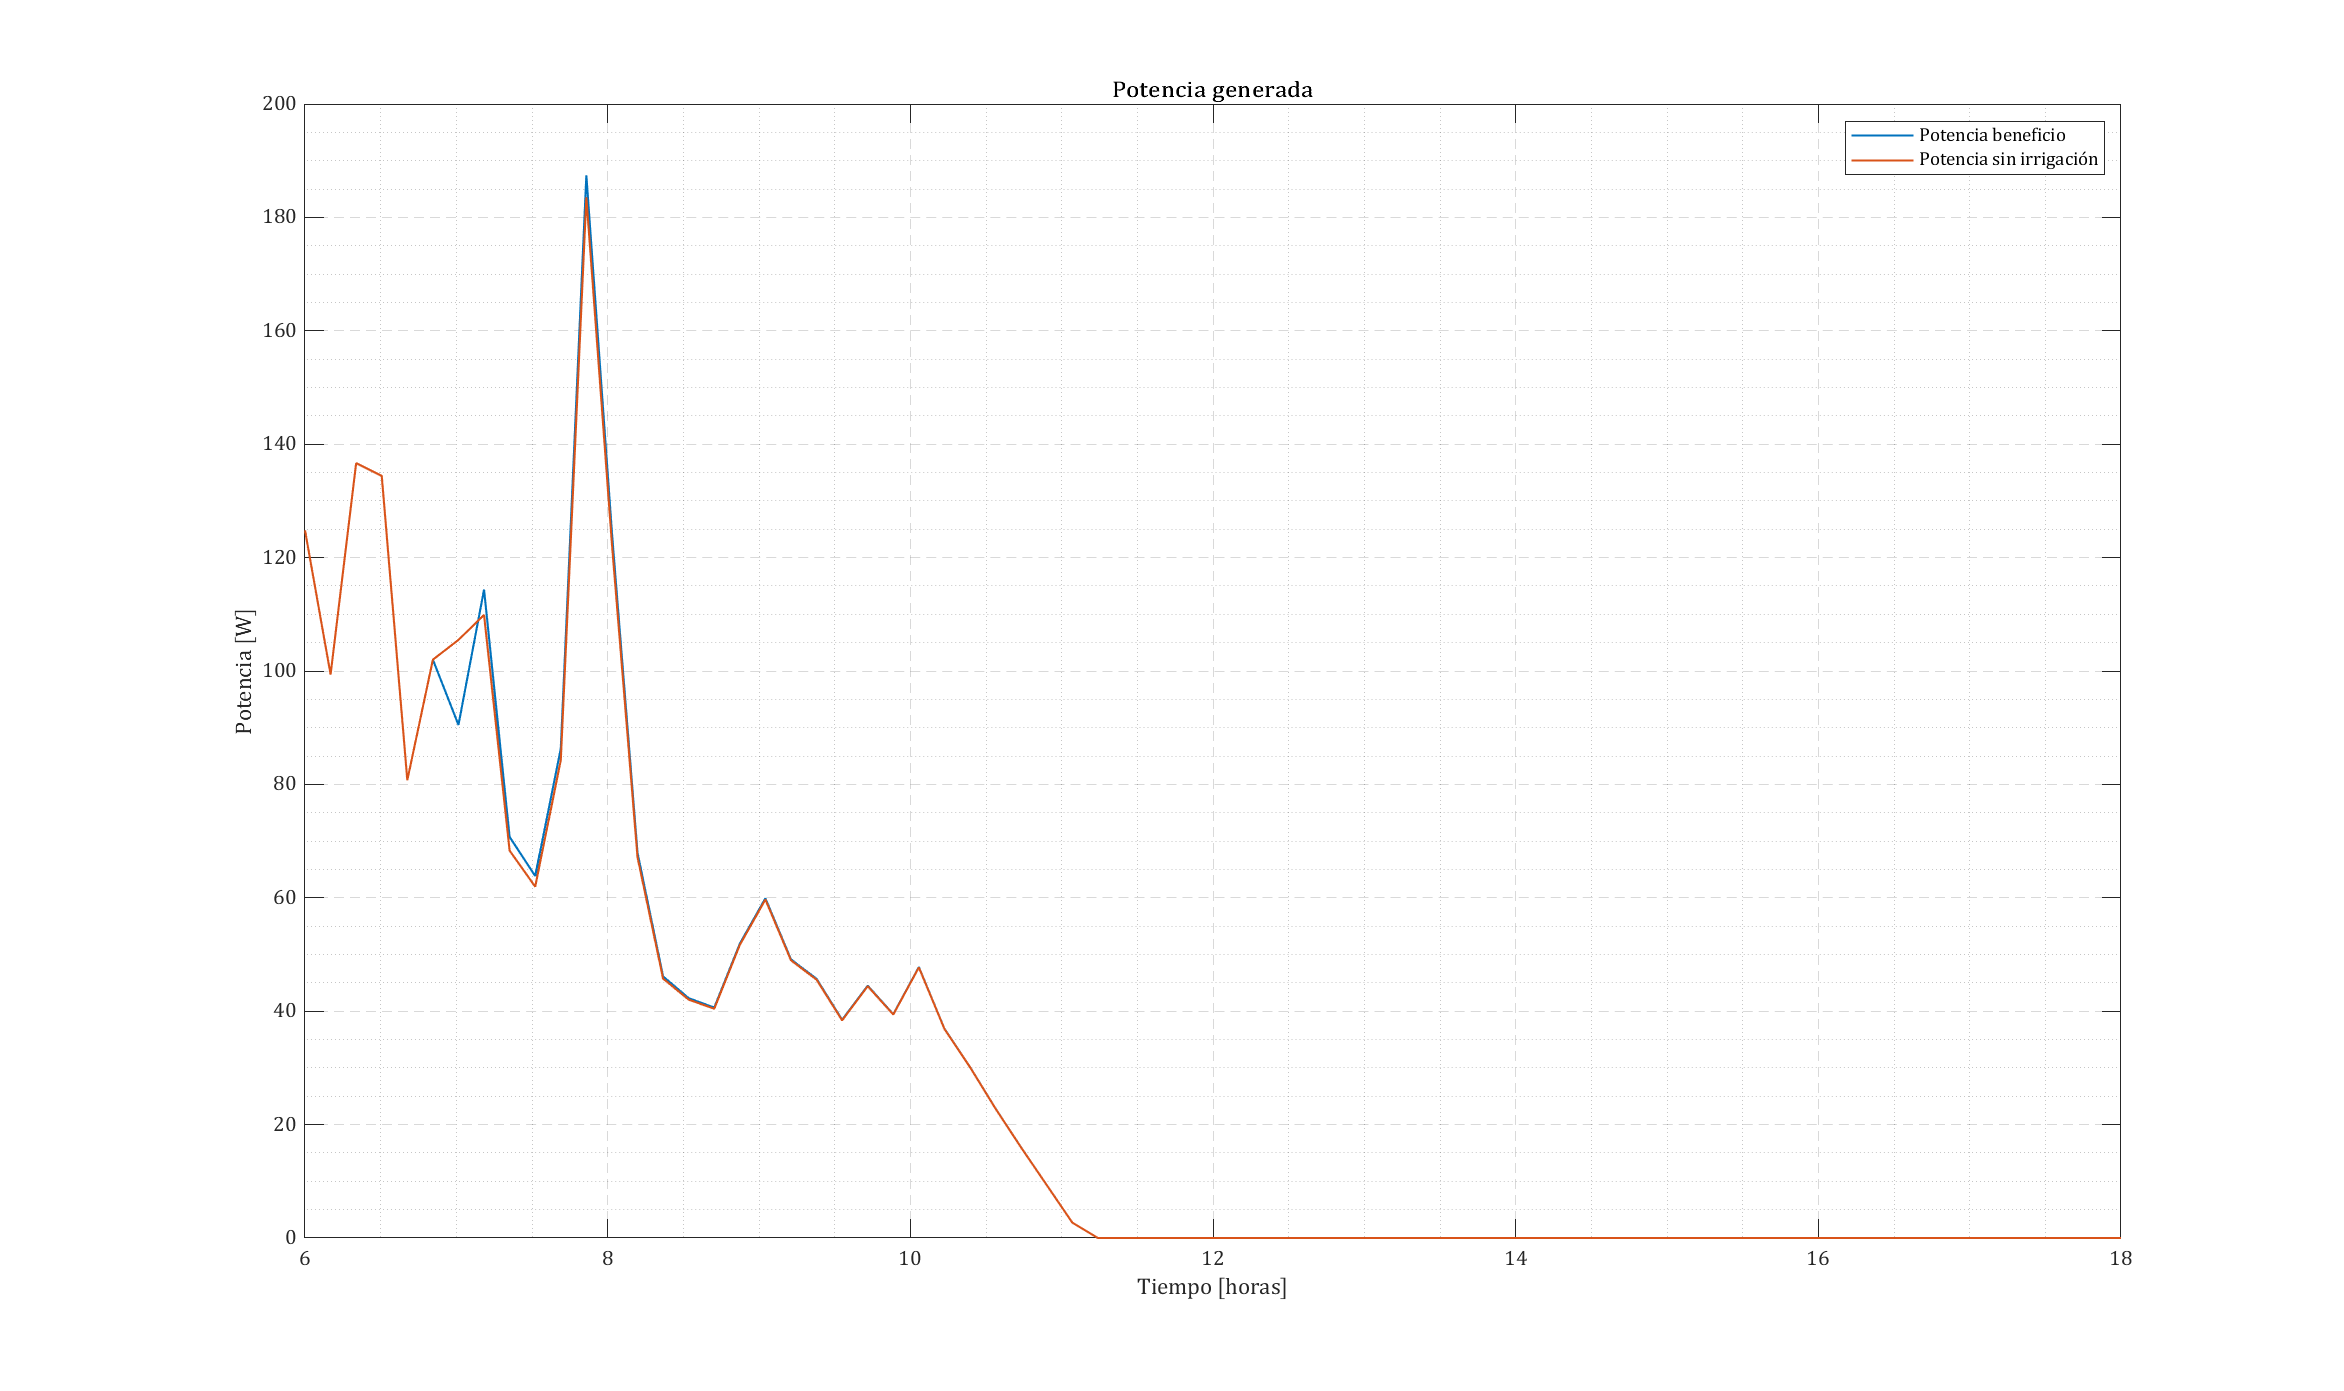 Potencia generada
200
180
160
140
120
100
80
60
40
20
0
Potencia [W]
Potencia beneficio
Potencia sin irrigación
6 8 10 12 14 16 18
Tiempo [horas]